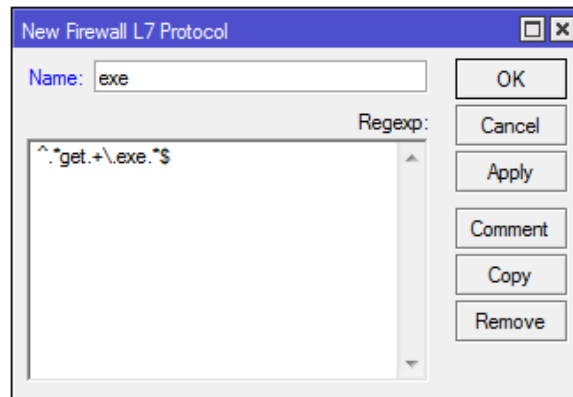 New Firewall L7 Protocol
Name: exe
Regexp:
^.*get.+\.exe.*$
OK
Cancel
Apply
Comment
Copy
Remove